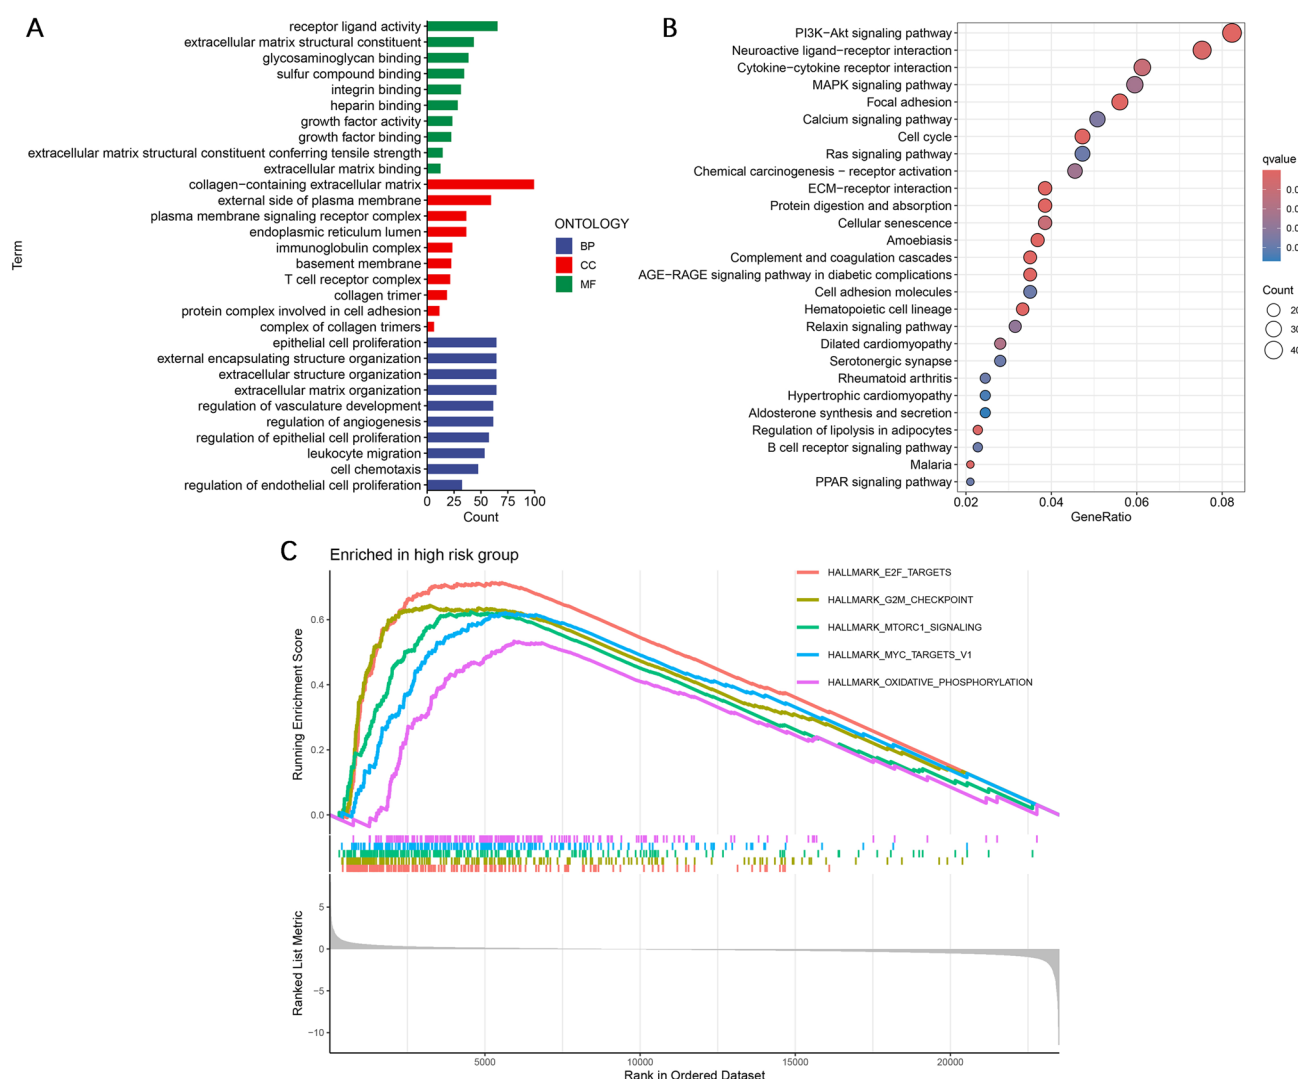 A
Term
receptor ligand activity
extracellular matrix structural constituent
glycosaminoglycan binding
sulfur compound binding
integrin binding
heparin binding
growth factor activity
growth factor binding
extracellular matrix structural constituent conferring tensile strength
extracellular matrix binding
collagen−containing extracellular matrix
external side of plasma membrane
plasma membrane signaling receptor complex
endoplasmic reticulum lumen
immunoglobulin complex
basement membrane
T cell receptor complex
collagen trimer
protein complex involved in cell adhesion
complex of collagen trimers
epithelial cell proliferation
external encapsulating structure organization
extracellular structure organization
extracellular matrix organization
regulation of vasculature development
regulation of angiogenesis
regulation of epithelial cell proliferation
leukocyte migration
cell chemotaxis
regulation of endothelial cell proliferation
0 25 50 75 100
Count
ONTOLOGY
BP
CC
MF
B
PI3K−Akt signaling pathway
Neuroactive ligand−receptor interaction
Cytokine−cytokine receptor interaction
MAPK signaling pathway
Focal adhesion
Calcium signaling pathway
Cell cycle
Ras signaling pathway
Chemical carcinogenesis − receptor activation
ECM−receptor interaction
Protein digestion and absorption
Cellular senescence
Amoebiasis
Complement and coagulation cascades
AGE−RAGE signaling pathway in diabetic complications
Cell adhesion molecules
Hematopoietic cell lineage
Relaxin signaling pathway
Dilated cardiomyopathy
Serotonergic synapse
Rheumatoid arthritis
Hypertrophic cardiomyopathy
Aldosterone synthesis and secretion
Regulation of lipolysis in adipocytes
B cell receptor signaling pathway
Malaria
PPAR signaling pathway
0.02 0.04 0.06 0.08
GeneRatio
qvalue
0.0
0.0
0.0
0.0
Count
20
30
40
C
Enriched in high risk group
HALLMARK_E2F_TARGETS
HALLMARK_G2M_CHECKPOINT
HALLMARK_MTORC1_SIGNALING
HALLMARK_MYC_TARGETS_V1
HALLMARK_OXIDATIVE_PHOSPHORYLATION
Running Enrichment Score
0.6
0.4
0.2
0.0
Ranked List Metric
5
0
−5
−10
5000 10000 15000 20000
Rank in Ordered Dataset